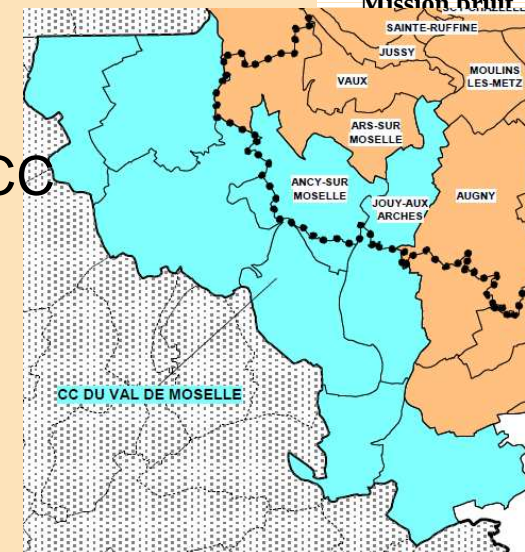 Mission bruit
SAINTE-RUFFINE
JUSSY
MOULINS
LES-METZ
VAUX
ARS-SUR
MOSELLE
CC
ANCY-SUR
MOSELLE
JOUY-AUX
ARCHES
AUGNY
CC DU VAL DE MOSELLE